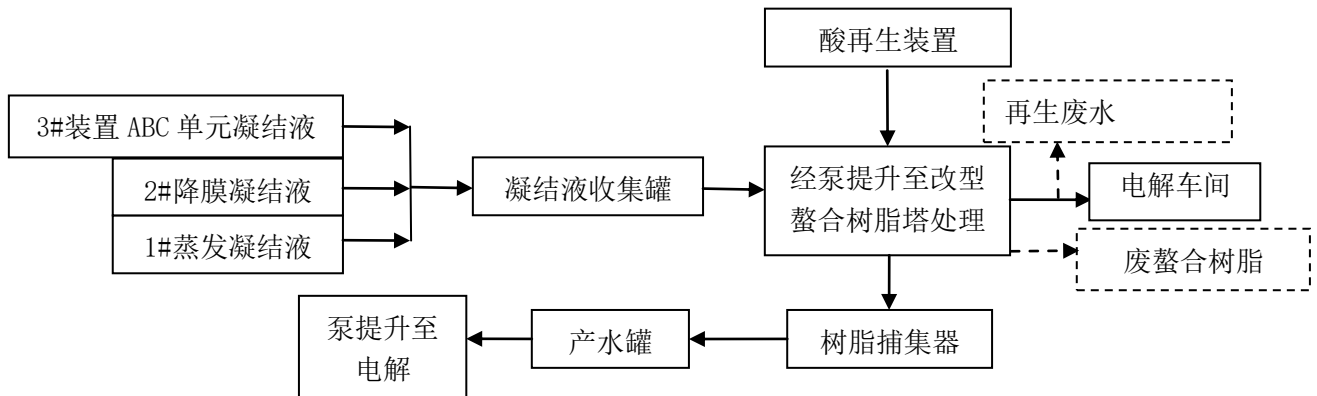 酸再生装置
3#装置 ABC 单元凝结液
再生废水
2#降膜凝结液
凝结液收集罐
经泵提升至改型
螯合树脂塔处理
电解车间
1#蒸发凝结液
废螯合树脂
泵提升至
电解
产水罐
树脂捕集器